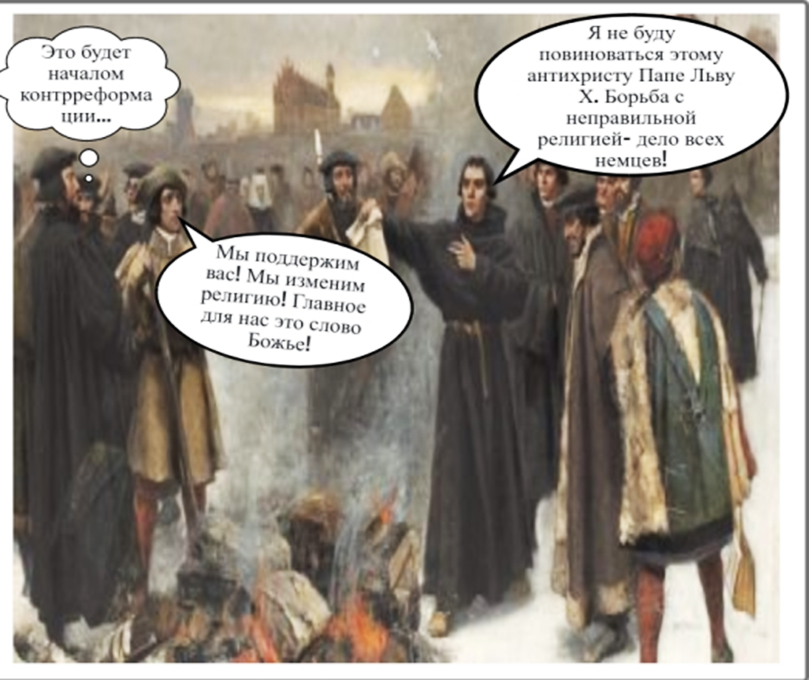 Это будет
началом
контрреформа
ции...
Я не буду
повиноваться этому
антихристу Папе Льву
X. Борьба с
неправильной
религией- дело всех
немцев!
Мы поддержим
вас! Мы изменим
религию! Главное
для нас это слово
Божье!